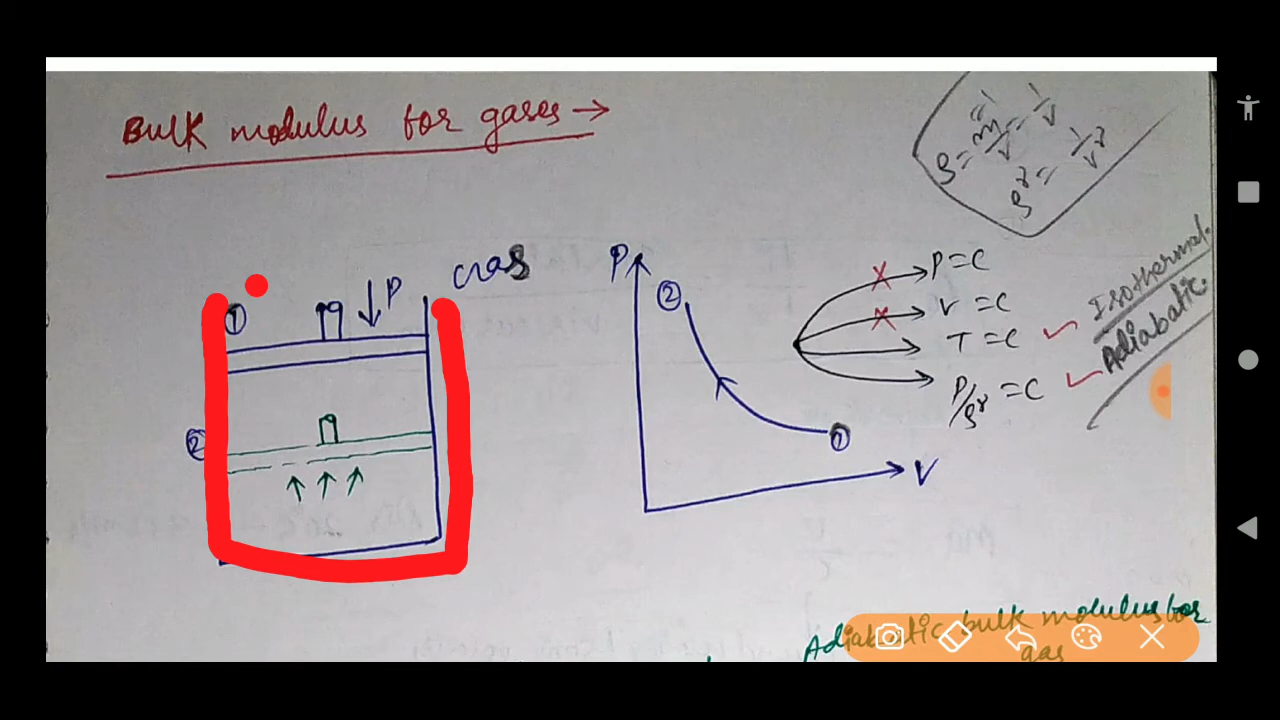 Bulk modulus for gases →
ρ = m/v = 1/v
ρ^γ = 1/v^γ
Gas
① ↓P
②
P
②
①
V
P = C
V = C
T = C ✓ Isothermal.
P/ρ^γ = C ✓ Adiabatic.
Adiabatic bulk modulus for
gas